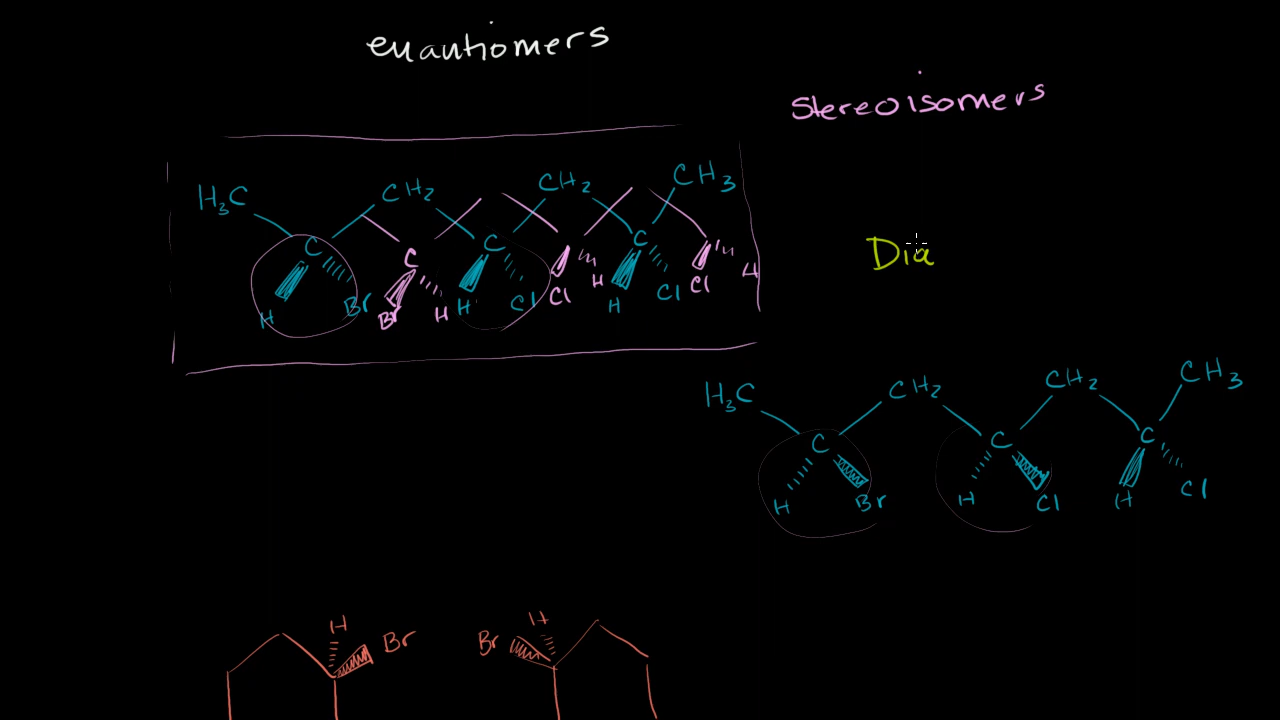 enantiomers
Stereoisomers
H3C CH2 CH2 CH3
C C C C
H Br Br H H Cl Cl H H Cl Cl H
Dia
H3C CH2 CH2 CH3
C C C
H Br H Cl H Cl
H Br Br H